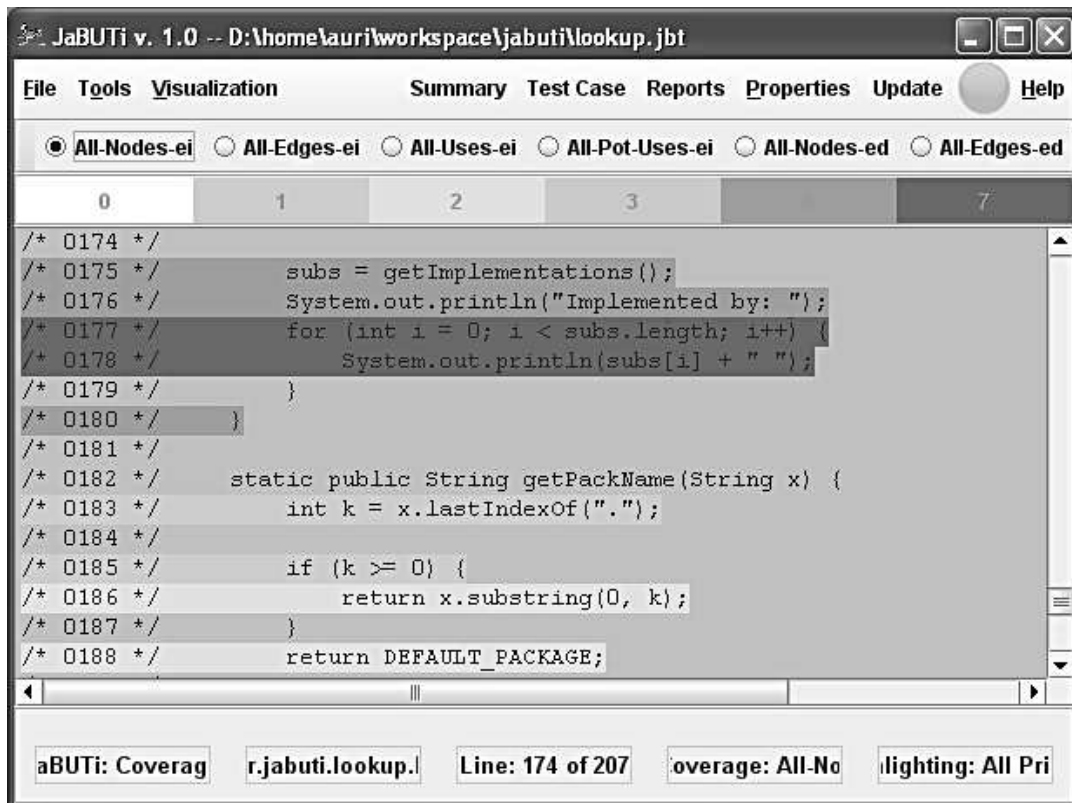 JaBUTi v. 1.0 -- D:\home\auri\workspace\jabuti\lookup.jbt
File Tools Visualization Summary Test Case Reports Properties Update Help
All-Nodes-ei All-Edges-ei All-Uses-ei All-Pot-Uses-ei All-Nodes-ed All-Edges-ed
0 1 2 3 7
/* 0174 */
/* 0175 */ subs = getImplementations();
/* 0176 */ System.out.println("Implemented by: ");
/* 0177 */ for (int i = 0; i < subs.length; i++) {
/* 0178 */ System.out.println(subs[i] + " ");
/* 0179 */ }
/* 0180 */ }
/* 0181 */
/* 0182 */ static public String getPackName(String x) {
/* 0183 */ int k = x.lastIndexOf(".");
/* 0184 */
/* 0185 */ if (k >= 0) {
/* 0186 */ return x.substring(0, k);
/* 0187 */ }
/* 0188 */ return DEFAULT_PACKAGE;
aBUTi: Coverag r.jabuti.lookup. Line: 174 of 207 overage: All-No lighting: All Pri